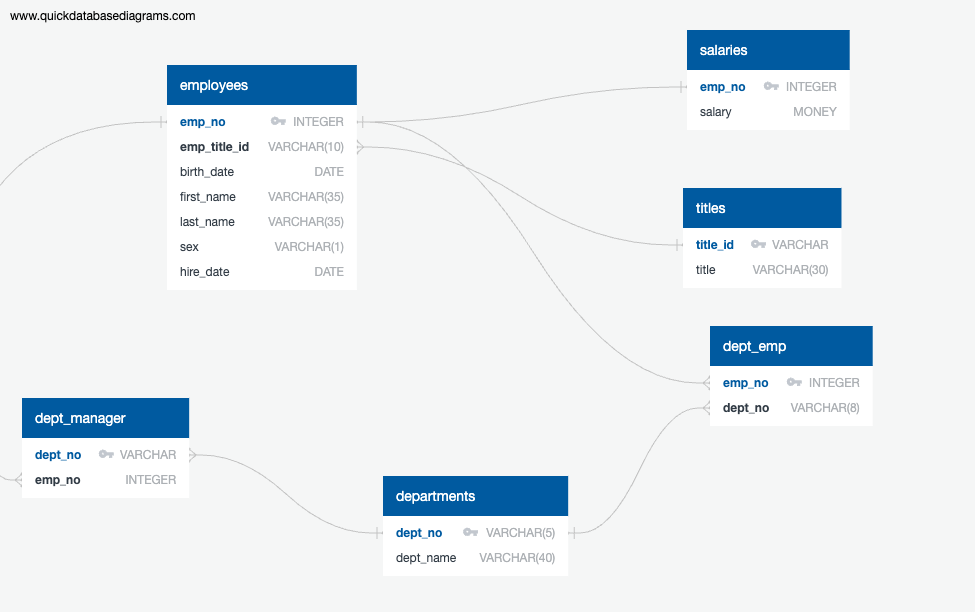 www.quickdatabasediagrams.com
employees
emp_no INTEGER
emp_title_id VARCHAR(10)
birth_date DATE
first_name VARCHAR(35)
last_name VARCHAR(35)
sex VARCHAR(1)
hire_date DATE
salaries
emp_no INTEGER
salary MONEY
titles
title_id VARCHAR
title VARCHAR(30)
dept_emp
emp_no INTEGER
dept_no VARCHAR(8)
dept_manager
dept_no VARCHAR
emp_no INTEGER
departments
dept_no VARCHAR(5)
dept_name VARCHAR(40)